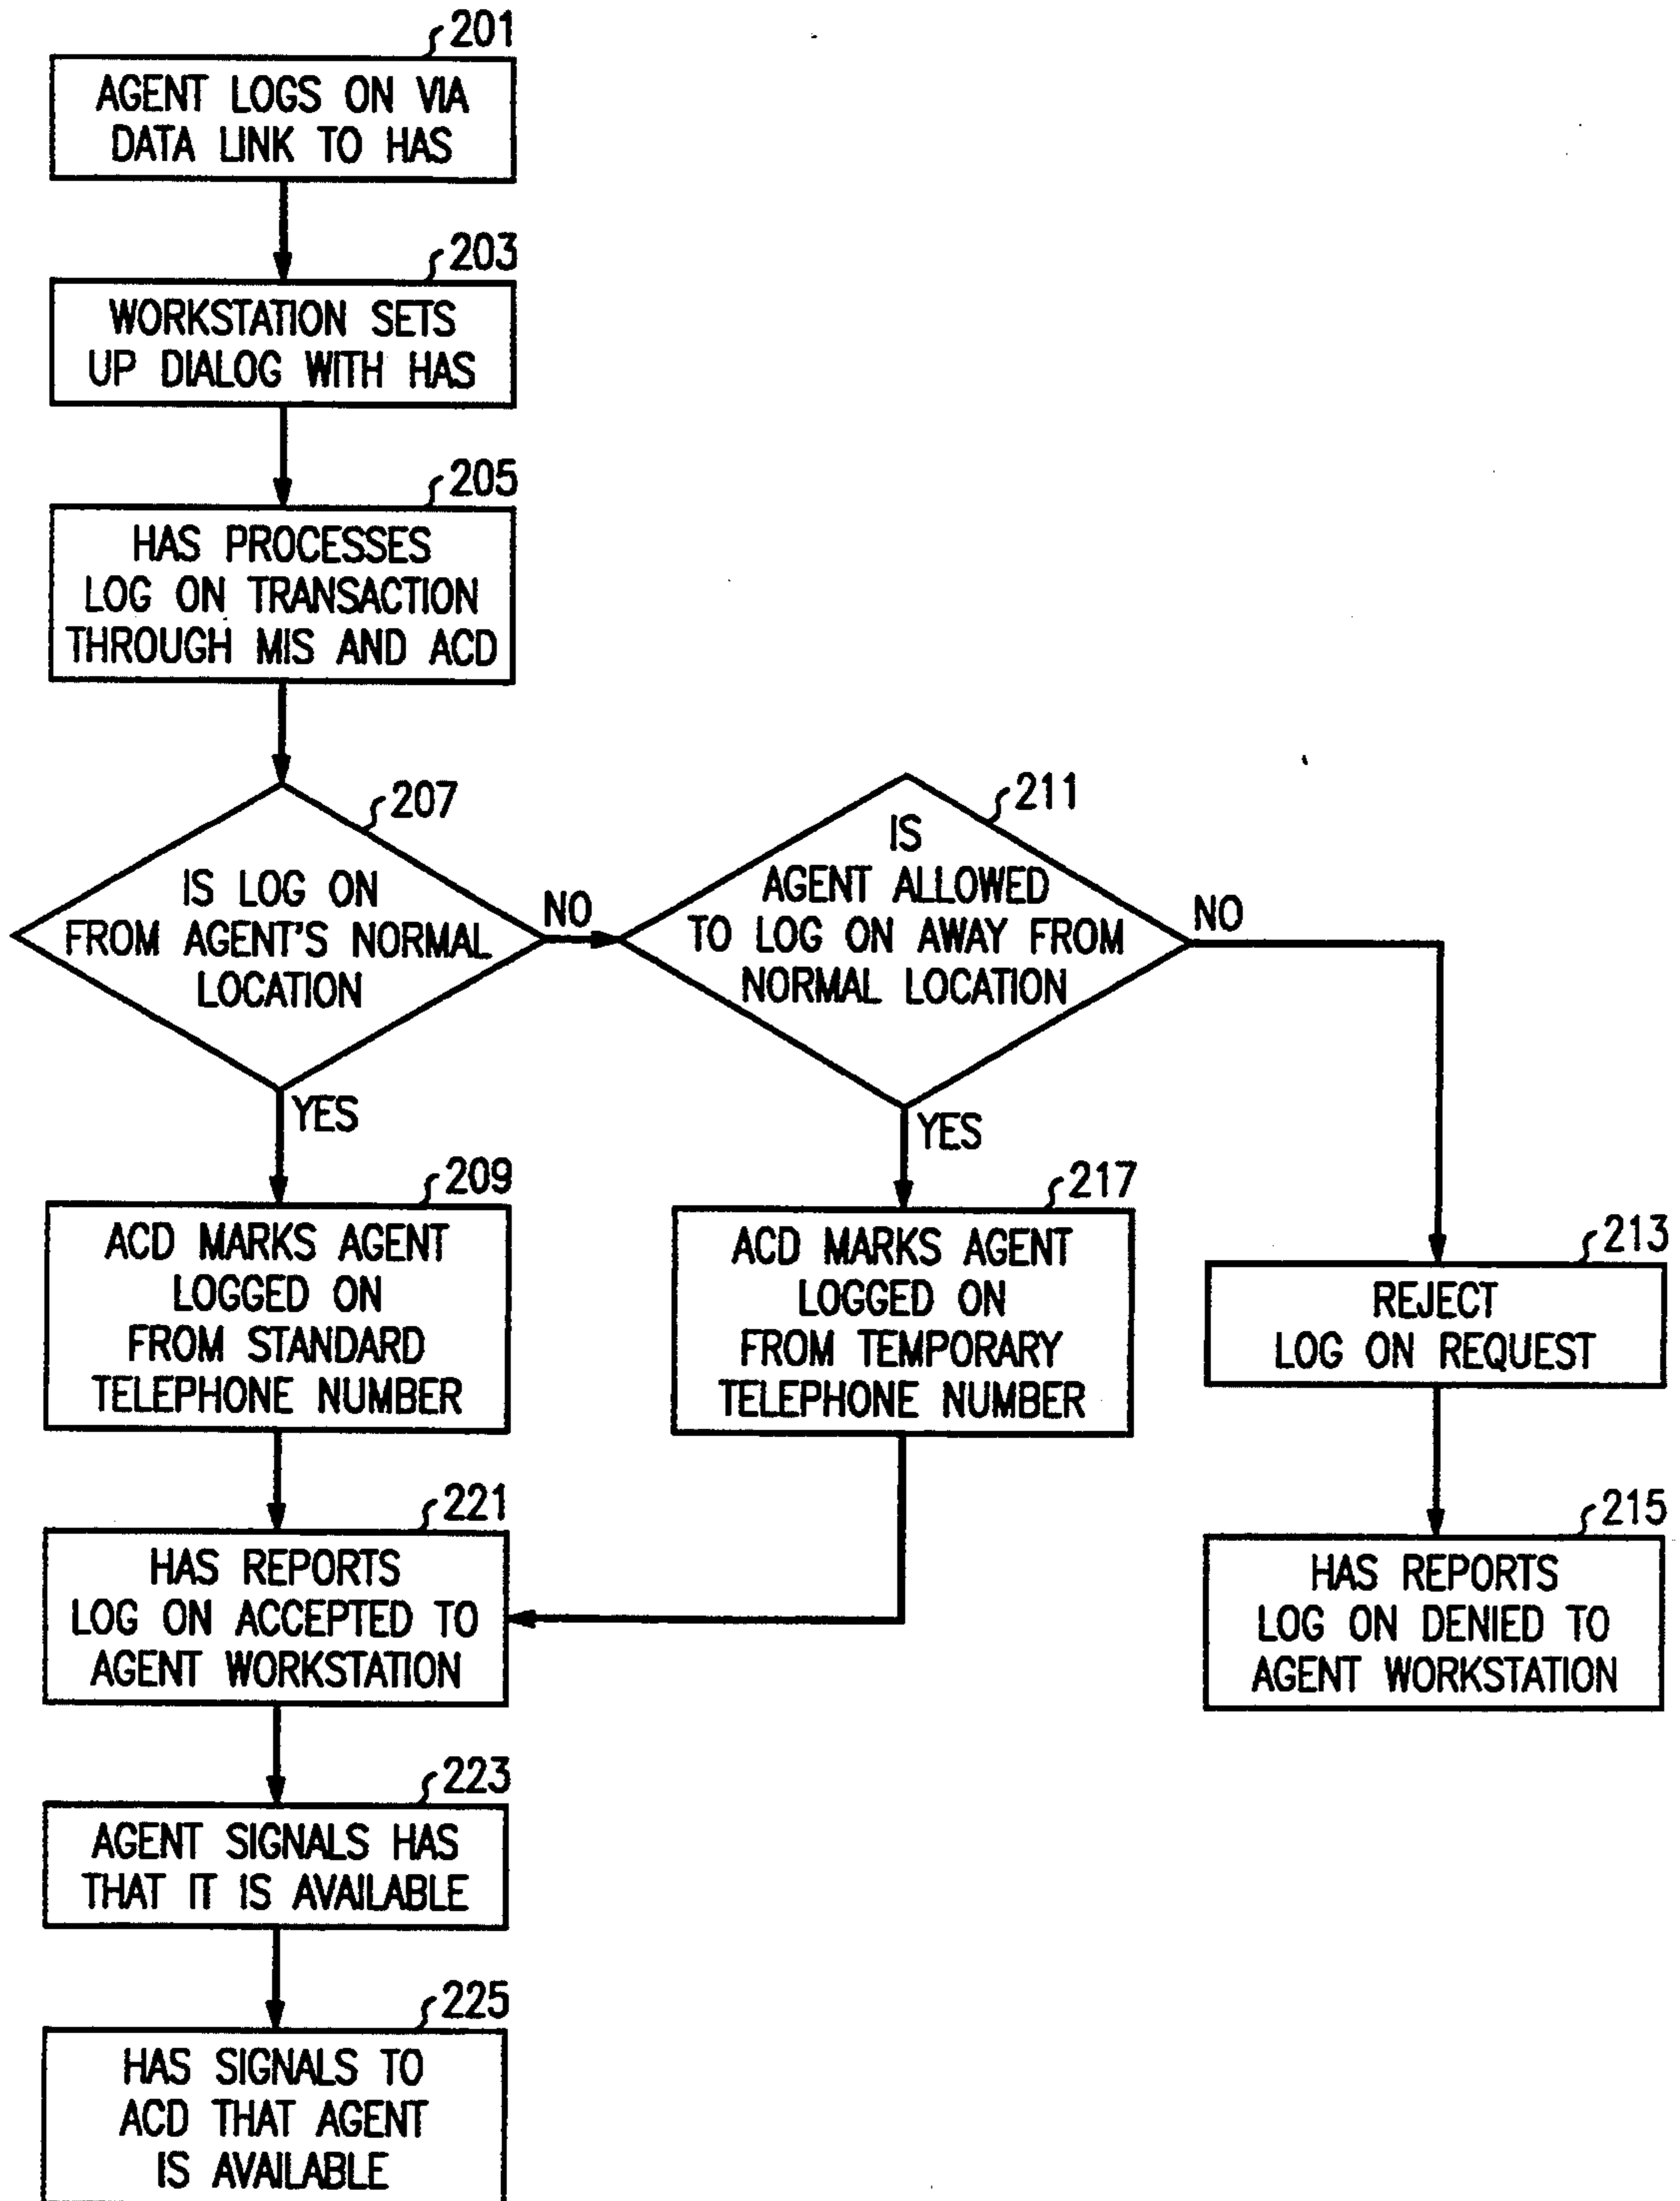 201
AGENT LOGS ON VIA
DATA LINK TO HAS
203
WORKSTATION SETS
UP DIALOG WITH HAS
205
HAS PROCESSES
LOG ON TRANSACTION
THROUGH MIS AND ACD
207
IS LOG ON
FROM AGENT'S NORMAL
LOCATION
NO
YES
211
IS
AGENT ALLOWED
TO LOG ON AWAY FROM
NORMAL LOCATION
NO
YES
209
ACD MARKS AGENT
LOGGED ON
FROM STANDARD
TELEPHONE NUMBER
217
ACD MARKS AGENT
LOGGED ON
FROM TEMPORARY
TELEPHONE NUMBER
213
REJECT
LOG ON REQUEST
221
HAS REPORTS
LOG ON ACCEPTED TO
AGENT WORKSTATION
215
HAS REPORTS
LOG ON DENIED TO
AGENT WORKSTATION
223
AGENT SIGNALS HAS
THAT IT IS AVAILABLE
225
HAS SIGNALS TO
ACD THAT AGENT
IS AVAILABLE